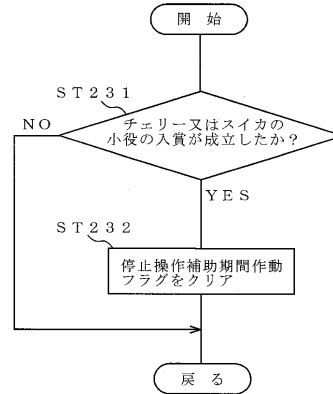 開　始
ＳＴ２３１
チェリー又はスイカの
小役の入賞が成立したか？
ＮＯ
ＹＥＳ
ＳＴ２３２
停止操作補助期間作動
フラグをクリア
戻　る